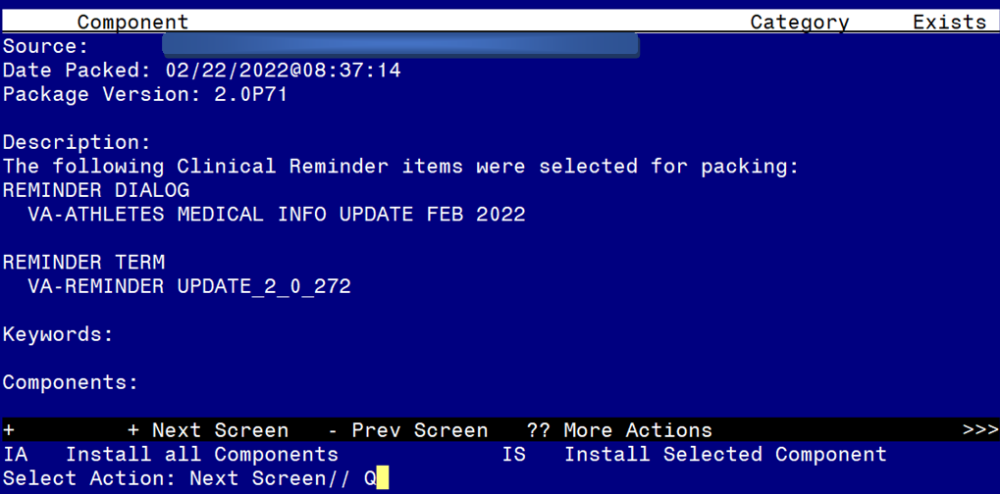 Component Category Exists
Source:
Date Packed: 02/22/2022@08:37:14
Package Version: 2.0P71
Description:
The following Clinical Reminder items were selected for packing:
REMINDER DIALOG
VA-ATHLETES MEDICAL INFO UPDATE FEB 2022
REMINDER TERM
VA-REMINDER UPDATE_2_0_272
Keywords:
Components:
+ + Next Screen - Prev Screen ?? More Actions >>>
IA Install all Components IS Install Selected Component
Select Action: Next Screen// Q